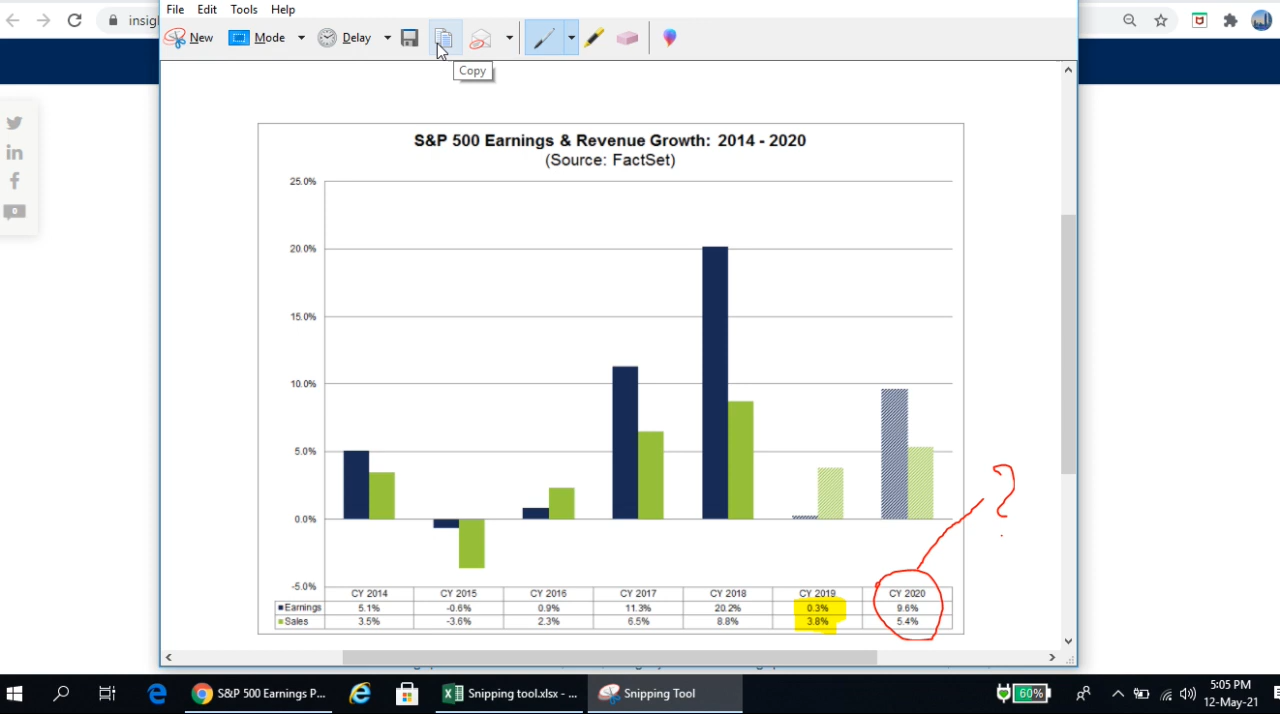 File Edit Tools Help
insig
New Mode Delay
Copy
0
S&P 500 Earnings & Revenue Growth: 2014 - 2020
(Source: FactSet)
25.0%
20.0%
15.0%
10.0%
5.0%
0.0%
-5.0%
?
CY 2014 CY 2015 CY 2016 CY 2017 CY 2018 CY 2019 CY 2020
Earnings 5.1% -0.6% 0.9% 11.3% 20.2% 0.3% 9.6%
Sales 3.5% -3.6% 2.3% 6.5% 8.8% 3.8% 5.4%
S&P 500 Earnings P... Snipping tool.xlsx - ... Snipping Tool 60% 5:05 PM
12-May-21